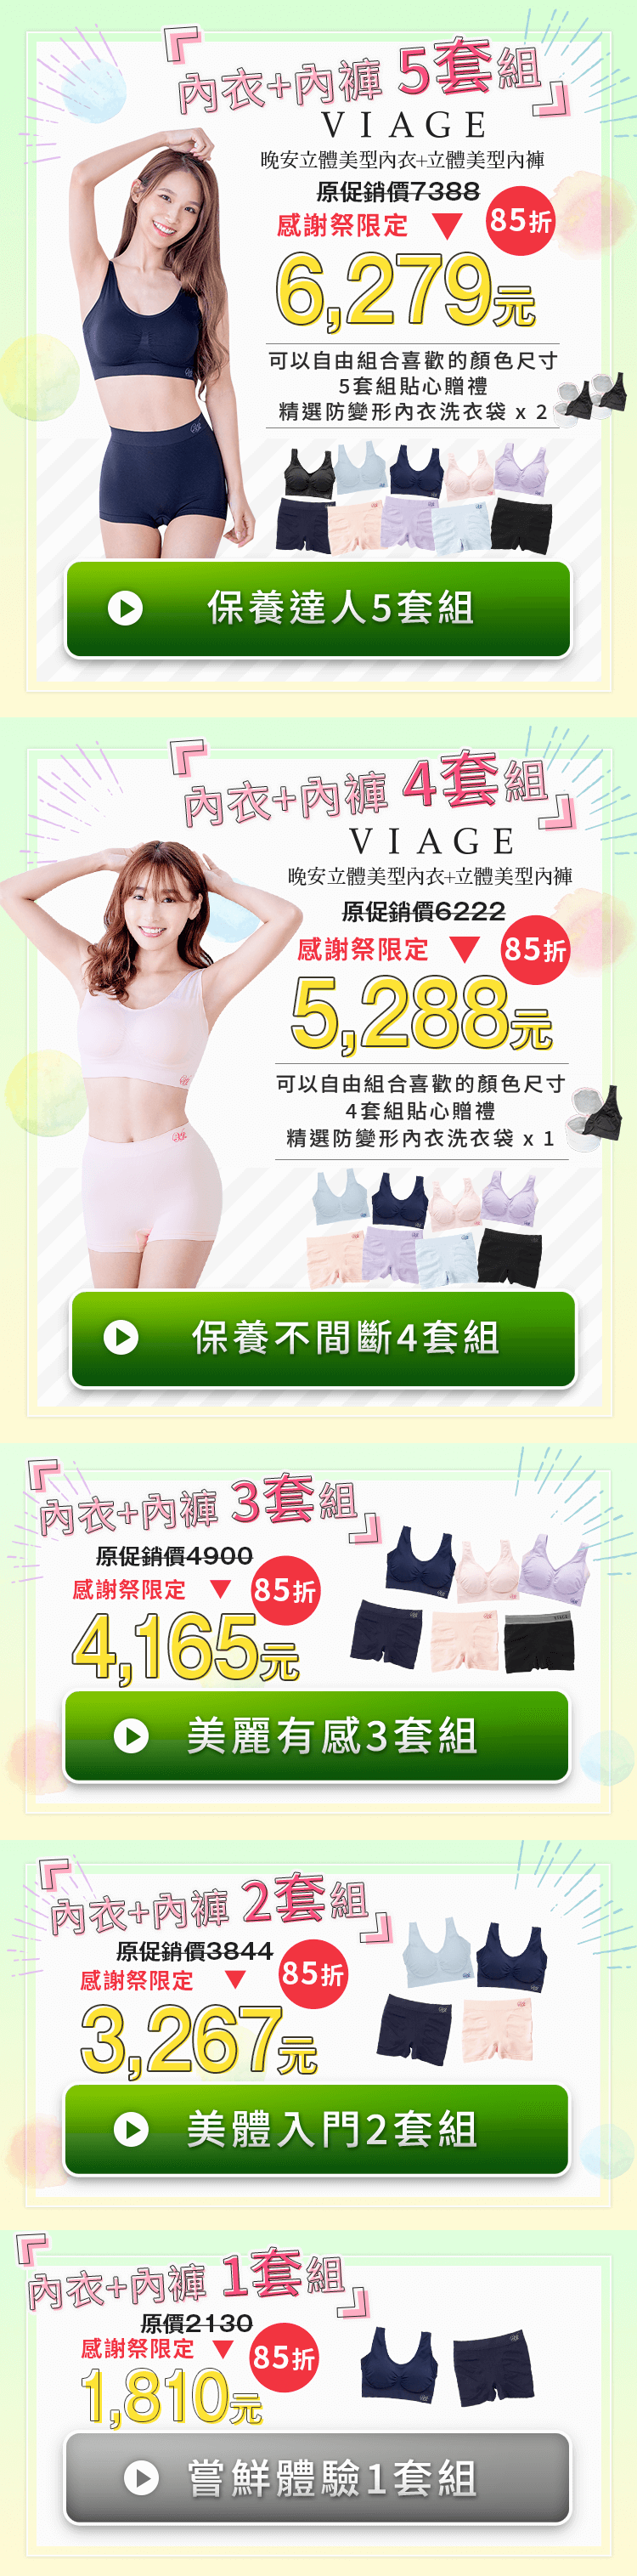 內衣+內褲 5套組
VIAGE
晚安立體美型內衣+立體美型內褲
原促銷價7388
感謝祭限定 ▼ 85折
6,279元
可以自由組合喜歡的顏色尺寸
5套組貼心贈禮
精選防變形內衣洗衣袋 x 2
保養達人5套組
內衣+內褲 4套組
VIAGE
晚安立體美型內衣+立體美型內褲
原促銷價6222
感謝祭限定 ▼ 85折
5,288元
可以自由組合喜歡的顏色尺寸
4套組貼心贈禮
精選防變形內衣洗衣袋 x 1
保養不間斷4套組
內衣+內褲 3套組
原促銷價4900
感謝祭限定 ▼ 85折
4,165元
美麗有感3套組
內衣+內褲 2套組
原促銷價3844
感謝祭限定 ▼ 85折
3,267元
美體入門2套組
內衣+內褲 1套組
原價2130
感謝祭限定 ▼ 85折
1,810元
嘗鮮體驗1套組